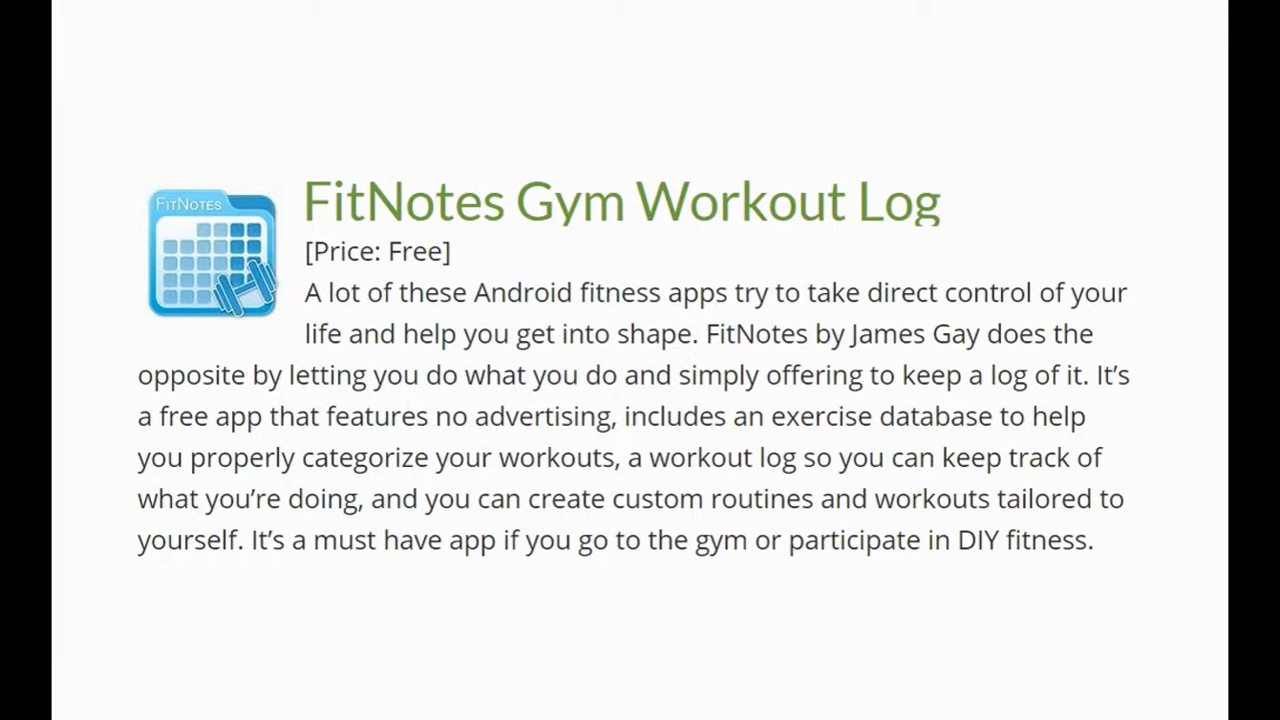 FitNotes Gym Workout Log
FITNOTES
[Price: Free]
A lot of these Android fitness apps try to take direct control of your
life and help you get into shape. FitNotes by James Gay does the
opposite by letting you do what you do and simply offering to keep a log of it. It’s
a free app that features no advertising, includes an exercise database to help
you properly categorize your workouts, a workout log so you can keep track of
what you’re doing, and you can create custom routines and workouts tailored to
yourself. It’s a must have app if you go to the gym or participate in DIY fitness.